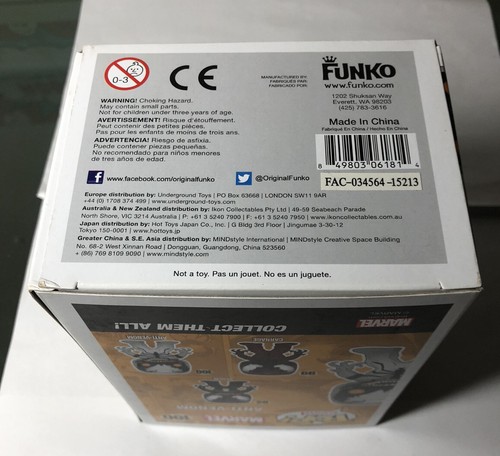 0-3
CE
WARNING! Choking Hazard.
May contain small parts.
Not for children under three years of age.
AVERTISSEMENT! Risque d'étouffement.
Peut contenir des petites pièces.
Pas pour les enfants de moins de trois ans.
ADVERTENCIA! Riesgo de asfixia.
Puede contener piezas pequeñas.
No recomendado para niños menores
de tres años de edad.
MANUFACTURED BY:
FABRIQUÉS PAR:
FABRICADO POR:
FUNKO
www.funko.com
1202 Shuksan Way
Everett, WA 98203
(425) 783-3616
Made In China
Fabriqué En China / Hecho En China
8 49803 06181 4
FAC-034564-15213
www.facebook.com/originalfunko
@OriginalFunko
Europe distribution by: Underground Toys | PO Box 63668 | LONDON SW11 9AR
+44 (0) 1708 374 499 | www.underground-toys.com
Australia & New Zealand distribution by: Ikon Collectables Pty Ltd | 49-59 Seabeach Parade
North Shore, VIC 3214 Australia | P: +61 3 5240 7990 | F: +61 3 5240 7950 | www.ikoncollectables.com.au
Japan distribution by: Hot Toys Japan Co., Inc. | G Bldg 3rd Floor | Jingumae 3-30-12
Tokyo 150-0001 | www.hottoys.jp
Greater China & S.E. Asia distribution by: MINDstyle International | MINDstyle Creative Space Building
No. 68-2 West Xinnan Road | Dongguan, Guangdong, China 523560
+ (86) 769 8109 9090 | www.mindstyle.com
Not a toy. Pas un jouet. No es un juguete.
MARVEL
COLLECT THEM ALL!
CARNAGE
ANTI-VENOM
ANTI-VENOM
MARVEL